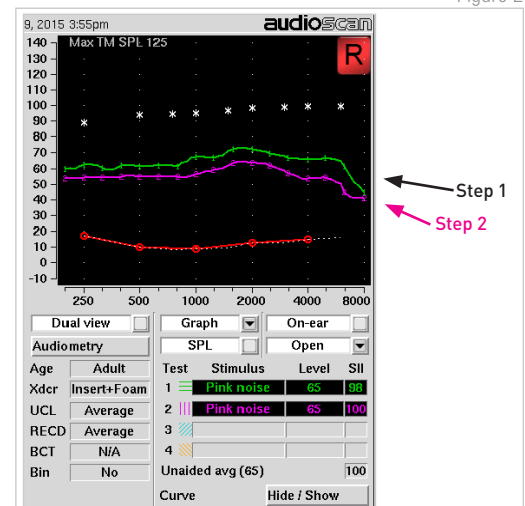 Figure 2
9, 2015 3:55pm audioscan
140 Max TM SPL 125
R
130
120
110
100
90
80
70
60
50
40
30
20
10
0
-10
250 500 1000 2000 4000 8000
Step 1
Step 2
Dual view Graph On-ear
Audiometry SPL Open
Age Adult Test Stimulus Level SII
Xdcr Insert+Foam 1 Pink noise 65 98
UCL Average 2 Pink noise 65 100
RECD Average 3
BCT N/A 4
Bin No Unaided avg (65) 100
Curve Hide / Show